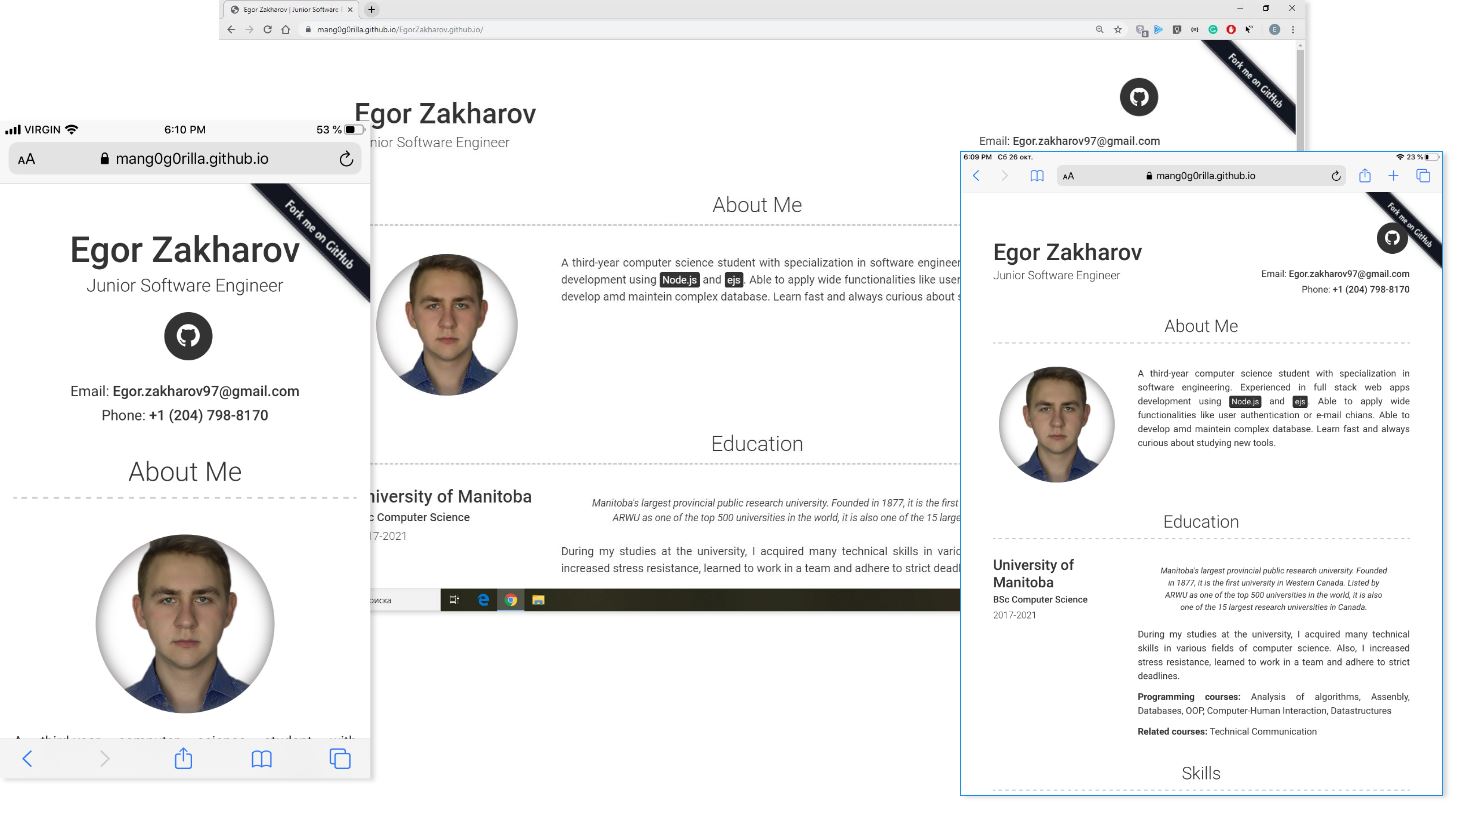 Egor Zakharov | Junior Software
mang0g0rilla.github.io/EgorZakharov.github.io/
Fork me on GitHub
Egor Zakharov
nior Software Engineer
Email: Egor.zakharov97@gmail.com
About Me
A third-year computer science student with specialization in software engineer
development using Node.js and ejs. Able to apply wide functionalities like user
develop amd maintein complex database. Learn fast and always curious about s
Education
niversity of Manitoba
c Computer Science
17-2021
Manitoba's largest provincial public research university. Founded in 1877, it is the first
ARWU as one of the top 500 universities in the world, it is also one of the 15 large
During my studies at the university, I acquired many technical skills in vario
increased stress resistance, learned to work in a team and adhere to strict deadl
оиска
VIRGIN 6:10 PM 53 %
AA mang0g0rilla.github.io
Fork me on GitHub
Egor Zakharov
Junior Software Engineer
Email: Egor.zakharov97@gmail.com
Phone: +1 (204) 798-8170
About Me
A third-year computer science student with
6:09 PM Сб 26 окт. 23 %
AA mang0g0rilla.github.io
Fork me on GitHub
Egor Zakharov
Junior Software Engineer
Email: Egor.zakharov97@gmail.com
Phone: +1 (204) 798-8170
About Me
A third-year computer science student with specialization in
software engineering. Experienced in full stack web apps
development using Node.js and ejs. Able to apply wide
functionalities like user authentication or e-mail chians. Able to
develop amd maintein complex database. Learn fast and always
curious about studying new tools.
Education
University of
Manitoba
BSc Computer Science
2017-2021
Manitoba's largest provincial public research university. Founded
in 1877, it is the first university in Western Canada. Listed by
ARWU as one of the top 500 universities in the world, it is also
one of the 15 largest research universities in Canada.
During my studies at the university, I acquired many technical
skills in various fields of computer science. Also, I increased
stress resistance, learned to work in a team and adhere to strict
deadlines.
Programming courses: Analysis of algorithms, Assenbly,
Databases, OOP, Computer-Human Interaction, Datastructures
Related courses: Technical Communication
Skills